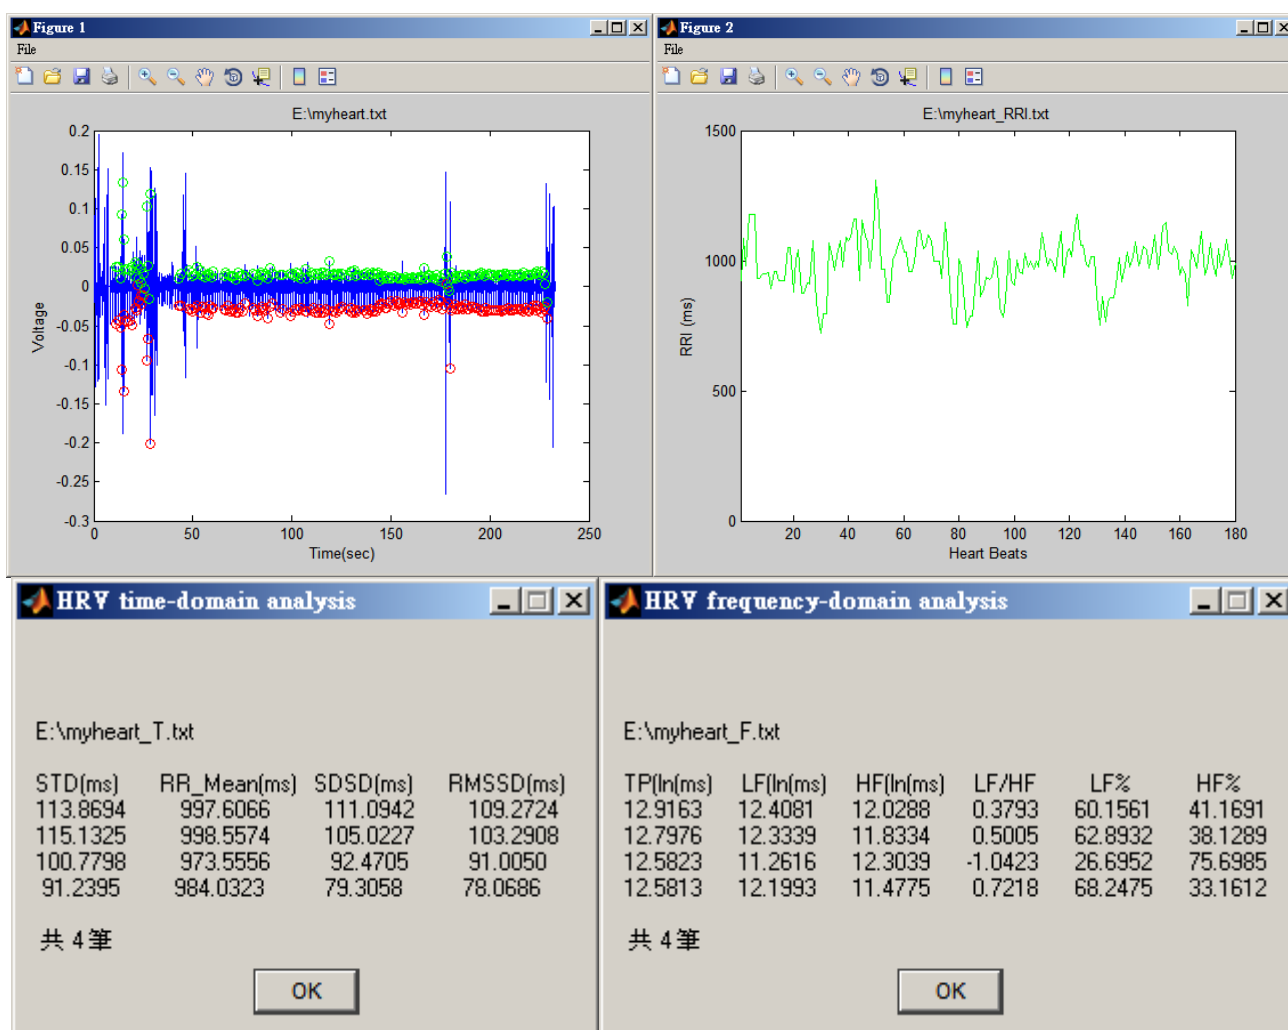 Figure 1
File
E:\myheart.txt
0.2
0.15
0.1
0.05
0
-0.05
-0.1
-0.15
-0.2
-0.25
-0.3
Voltage
0 50 100 150 200 250
Time(sec)
Figure 2
File
E:\myheart_RRI.txt
1500
1000
500
0
RRI (ms)
20 40 60 80 100 120 140 160 180
Heart Beats
HRV time-domain analysis
E:\myheart_T.txt
STD(ms) RR_Mean(ms) SDSD(ms) RMSSD(ms)
113.8694 997.6066 111.0942 109.2724
115.1325 998.5574 105.0227 103.2908
100.7798 973.5556 92.4705 91.0050
91.2395 984.0323 79.3058 78.0686
共 4 筆
OK
HRV frequency-domain analysis
E:\myheart_F.txt
TP(ln(ms) LF(ln(ms) HF(ln(ms) LF/HF LF% HF%
12.9163 12.4081 12.0288 0.3793 60.1561 41.1691
12.7976 12.3339 11.8334 0.5005 62.8932 38.1289
12.5823 11.2616 12.3039 -1.0423 26.6952 75.6985
12.5813 12.1993 11.4775 0.7218 68.2475 33.1612
共 4 筆
OK